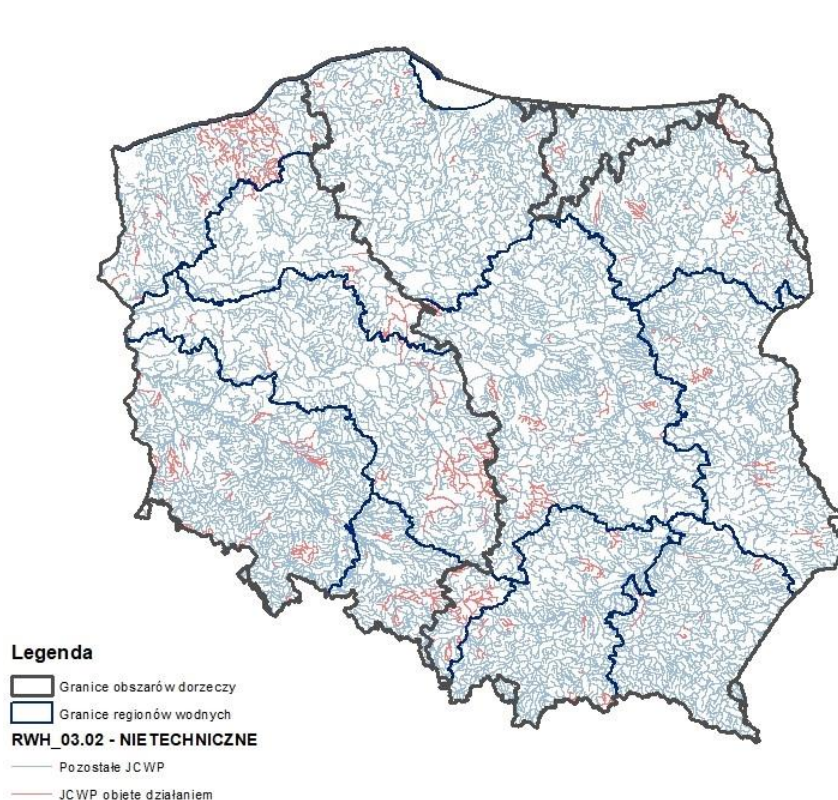 Legenda
Granice obszarów dorzeczy
Granice regionów wodnych
RWH_03.02 - NIETECHNICZNE
Pozostałe JCWP
JCWP objęte działaniem